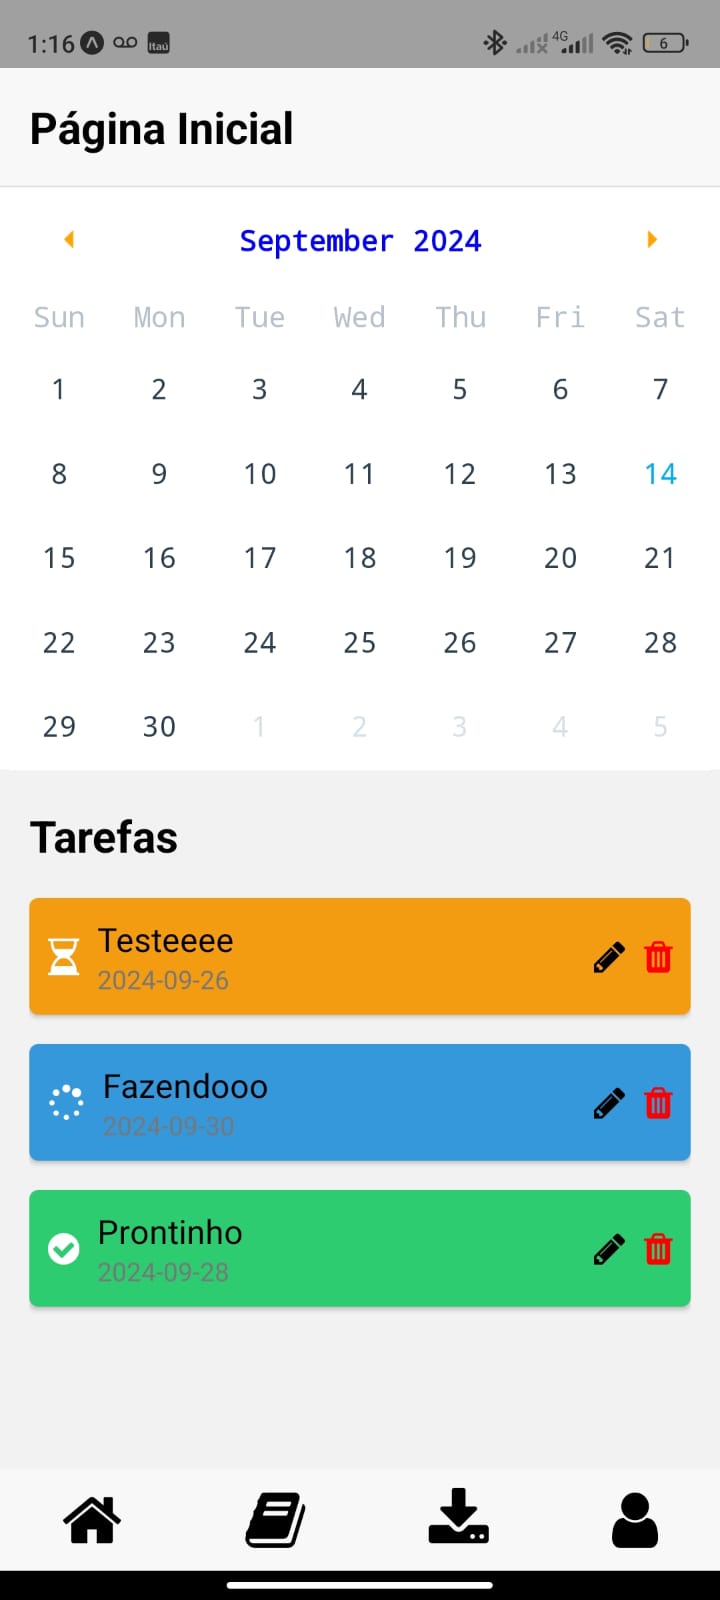 1:16 Itaú 4G 6
Página Inicial
September 2024
Sun Mon Tue Wed Thu Fri Sat
1 2 3 4 5 6 7
8 9 10 11 12 13 14
15 16 17 18 19 20 21
22 23 24 25 26 27 28
29 30 1 2 3 4 5
Tarefas
Testeeee
2024-09-26
Fazendooo
2024-09-30
Prontinho
2024-09-28